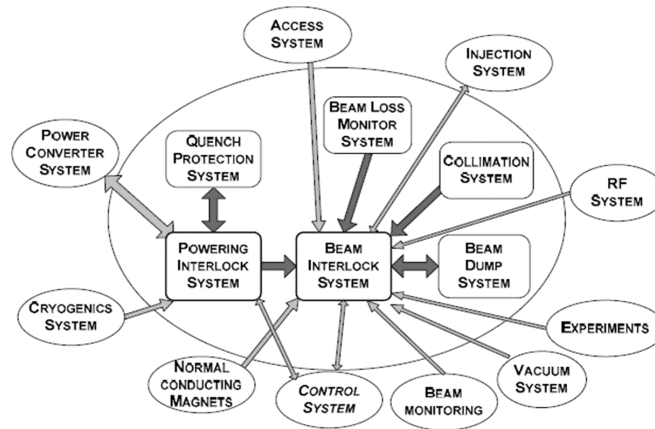 ACCESS
SYSTEM
INJECTION
SYSTEM
BEAM LOSS
MONITOR
SYSTEM
POWER
CONVERTER
SYSTEM
QUENCH
PROTECTION
SYSTEM
COLLIMATION
SYSTEM
RF
SYSTEM
POWERING
INTERLOCK
SYSTEM
BEAM
INTERLOCK
SYSTEM
BEAM
DUMP
SYSTEM
CRYOGENICS
SYSTEM
EXPERIMENTS
NORMAL
CONDUCTING
MAGNETS
CONTROL
SYSTEM
BEAM
MONITORING
VACUUM
SYSTEM